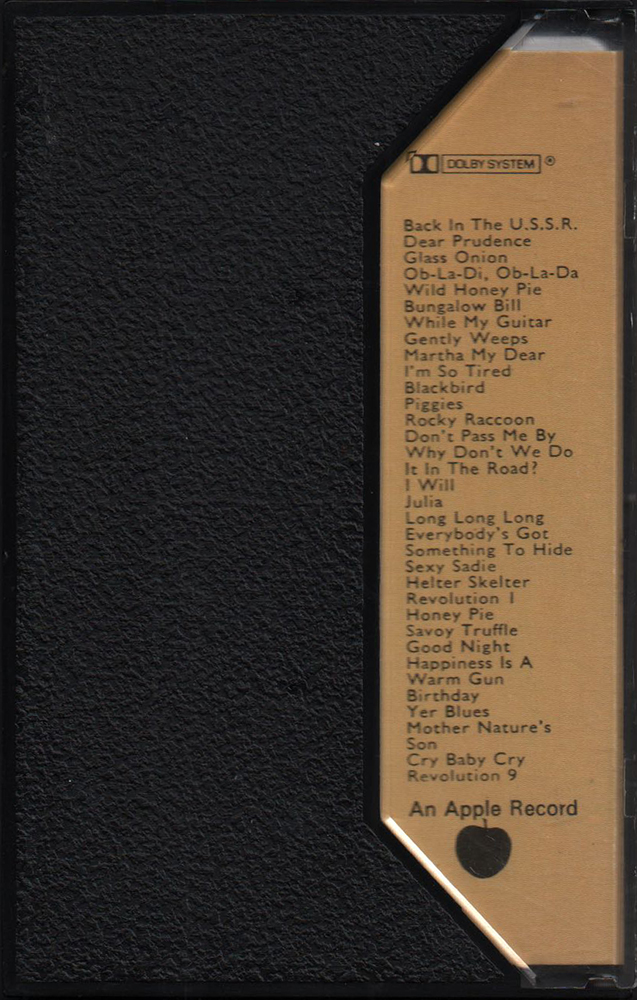 DOLBY SYSTEM ®
Back In The U.S.S.R.
Dear Prudence
Glass Onion
Ob-La-Di, Ob-La-Da
Wild Honey Pie
Bungalow Bill
While My Guitar
Gently Weeps
Martha My Dear
I'm So Tired
Blackbird
Piggies
Rocky Raccoon
Don't Pass Me By
Why Don't We Do
It In The Road?
I Will
Julia
Long Long Long
Everybody's Got
Something To Hide
Sexy Sadie
Helter Skelter
Revolution 1
Honey Pie
Savoy Truffle
Good Night
Happiness Is A
Warm Gun
Birthday
Yer Blues
Mother Nature's
Son
Cry Baby Cry
Revolution 9
An Apple Record